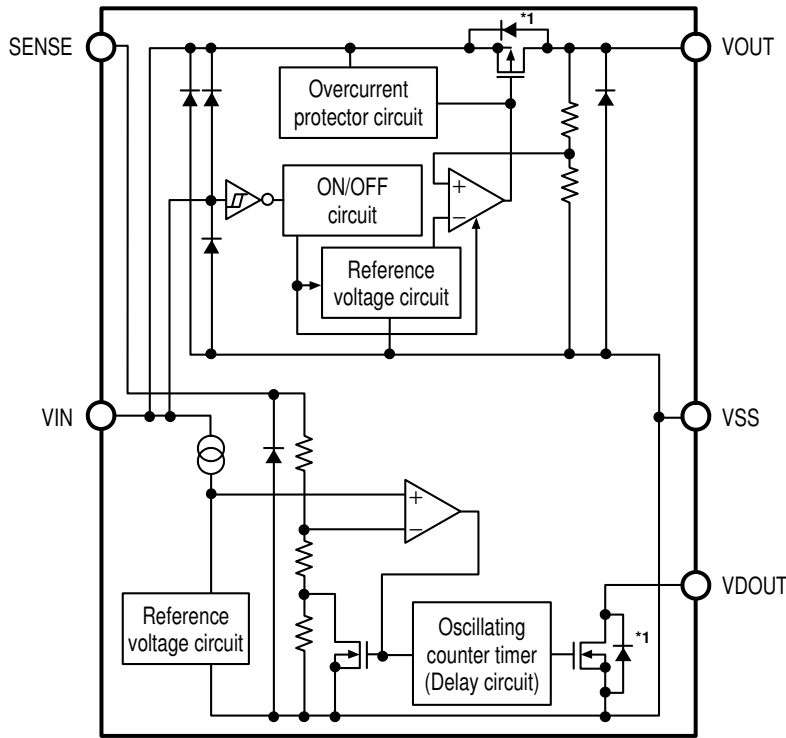 SENSE
*1
VOUT
Overcurrent
protector circuit
ON/OFF
circuit
+
−
Reference
voltage circuit
VIN
VSS
+
−
VDOUT
Reference
voltage circuit
Oscillating
counter timer
(Delay circuit)
*1